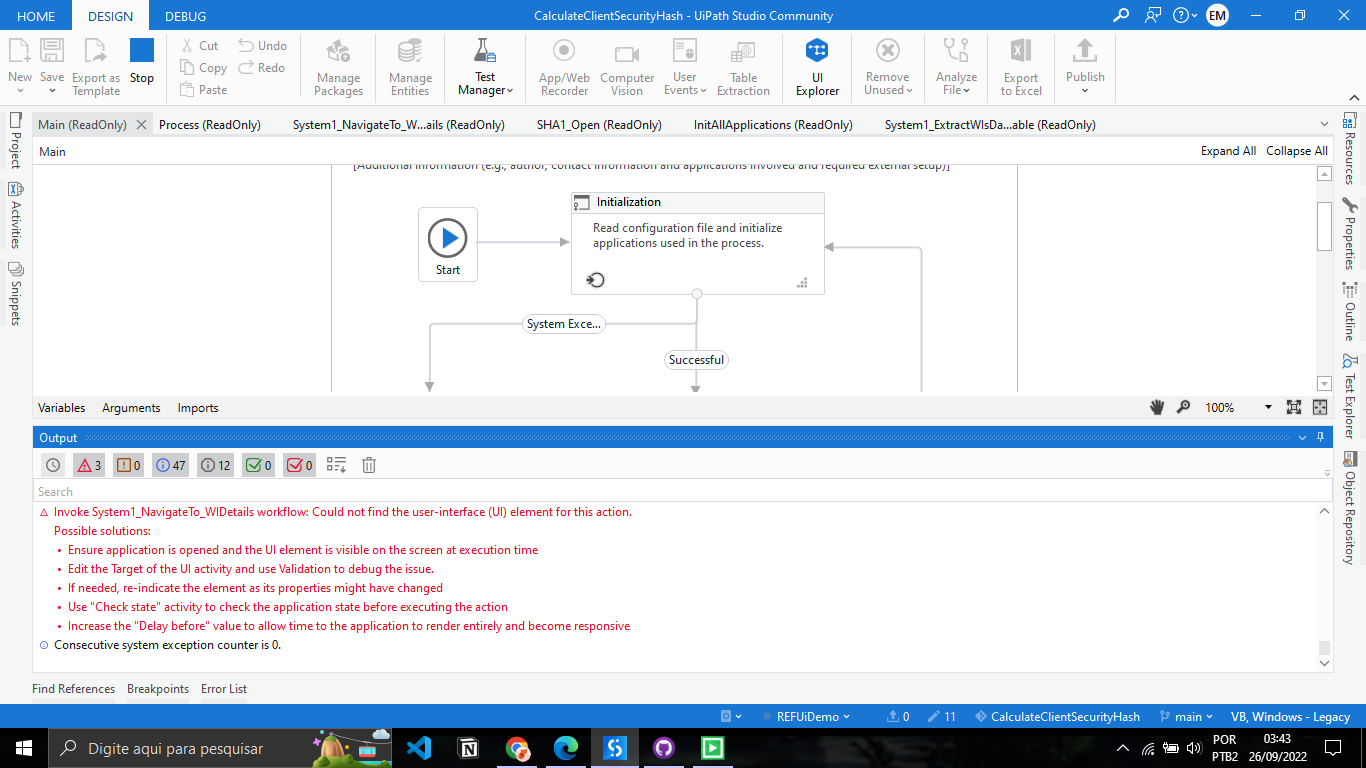 HOME DESIGN DEBUG CalculateClientSecurityHash - UiPath Studio Community EM
New
Save
Export as
Template
Stop
Cut
Copy
Paste
Undo
Redo
Manage
Packages
Manage
Entities
Test
Manager
App/Web
Recorder
Computer
Vision
User
Events
Table
Extraction
UI
Explorer
Remove
Unused
Analyze
File
Export
to Excel
Publish
Main (ReadOnly) Process (ReadOnly) System1_NavigateTo_W...ails (ReadOnly) SHA1_Open (ReadOnly) InitAllApplications (ReadOnly) System1_ExtractWIsDa...able (ReadOnly)
Project
Activities
Snippets
Main Expand All Collapse All
[Additional information (e.g., author, contact information and applications involved and required external setup)]
Start
Initialization
Read configuration file and initialize
applications used in the process.
System Exce...
Successful
Resources
Properties
Outline
Test Explorer
Object Repository
Variables Arguments Imports 100%
Output
3 0 47 12 0 0
Search
Invoke System1_NavigateTo_WIDetails workflow: Could not find the user-interface (UI) element for this action.
Possible solutions:
• Ensure application is opened and the UI element is visible on the screen at execution time
• Edit the Target of the UI activity and use Validation to debug the issue.
• If needed, re-indicate the element as its properties might have changed
• Use "Check state" activity to check the application state before executing the action
• Increase the "Delay before" value to allow time to the application to render entirely and become responsive
Consecutive system exception counter is 0.
Find References Breakpoints Error List
REFUiDemo 0 11 CalculateClientSecurityHash main VB, Windows - Legacy
Digite aqui para pesquisar
POR
PTB2
03:43
26/09/2022